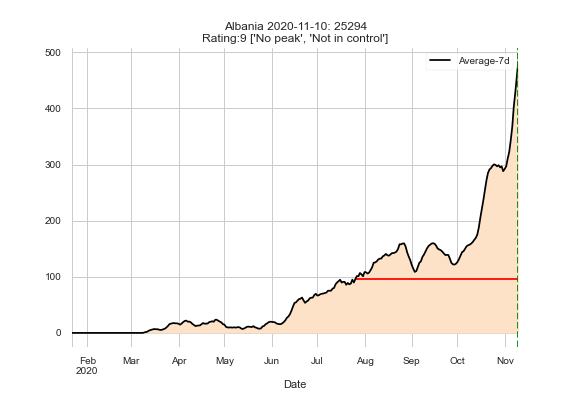 Albania 2020-11-10: 25294
Rating:9 ['No peak', 'Not in control']
Average-7d
500
400
300
200
100
0
Feb Mar Apr May Jun Jul Aug Sep Oct Nov
2020
Date